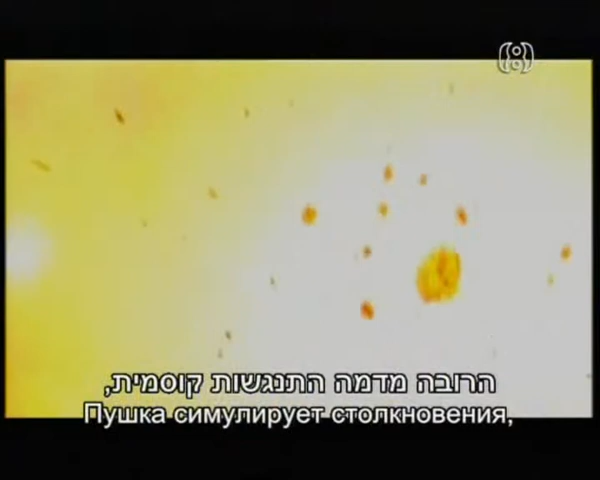 הרובה מדמה התנגשות קוסמית,
Пушка симулирует столкновения,